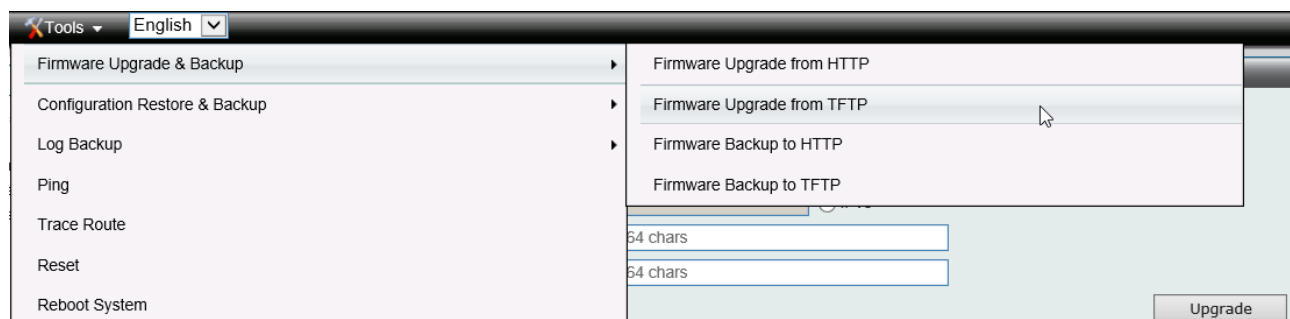 Tools English
Firmware Upgrade & Backup
Configuration Restore & Backup
Log Backup
Ping
Trace Route
Reset
Reboot System
Firmware Upgrade from HTTP
Firmware Upgrade from TFTP
Firmware Backup to HTTP
Firmware Backup to TFTP
64 chars
64 chars
Upgrade